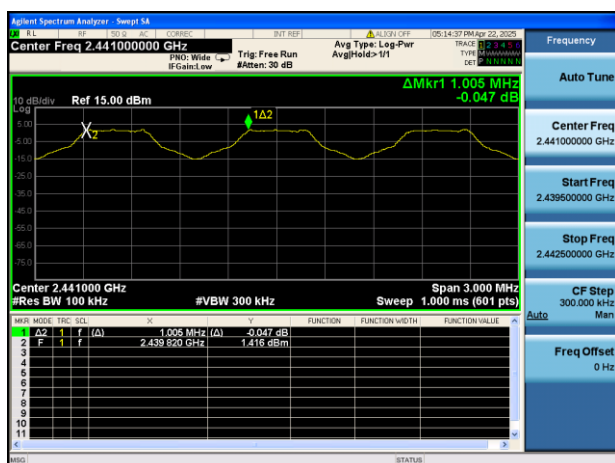 Agilent Spectrum Analyzer - Swept SA
RL RF 50 Ω AC CORREC INT REF ALIGN OFF 05:14:37 PM Apr 22, 2025
Center Freq 2.441000000 GHz
PNO: Wide
IFGain:Low
Trig: Free Run
#Atten: 30 dB
Avg Type: Log-Pwr
Avg|Hold:> 1/1
TRACE 1 2 3 4 5 6
TYPE M W W W W W
DET P N N N N N
Frequency
Auto Tune
Center Freq
2.441000000 GHz
Start Freq
2.439500000 GHz
Stop Freq
2.442500000 GHz
CF Step
300.000 kHz
Auto Man
Freq Offset
0 Hz
ΔMkr1 1.005 MHz
-0.047 dB
10 dB/div Ref 15.00 dBm
Log
5.00
-5.00
-15.0
-25.0
-35.0
-45.0
-55.0
-65.0
-75.0
X2
1Δ2
Center 2.441000 GHz
#Res BW 100 kHz
#VBW 300 kHz
Span 3.000 MHz
Sweep 1.000 ms (601 pts)
MKR MODE TRC SCL X Y FUNCTION FUNCTION WIDTH FUNCTION VALUE
1 Δ2 1 f (Δ) 1.005 MHz (Δ) -0.047 dB
2 F 1 f 2.439 820 GHz 1.416 dBm
3
4
5
6
7
8
9
10
11
MSG STATUS